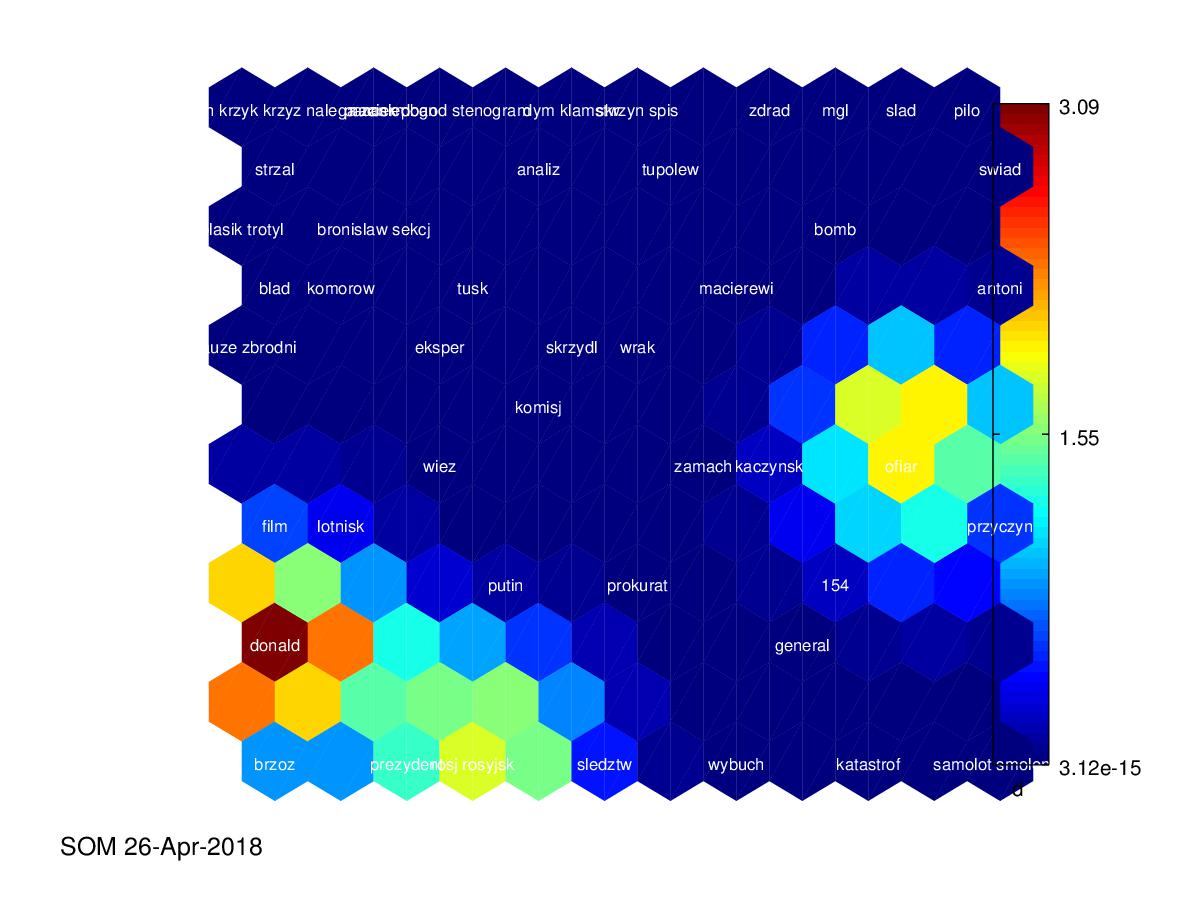 krzyk krzyz stenogram dym spis zdrad mgl slad pilo
3.09
strzal analiz tupolew swiad
trotyl bronislaw sekcj bomb
blad komorow tusk macierewi antoni
zbrodni eksper skrzydl wrak
komisj
1.55
wiez zamach kaczynsk ofiar
film lotnisk przyczyn
putin prokurat 154
donald general
brzoz rosyjsk sledztw wybuch katastrof samolot
3.12e-15
d
SOM 26-Apr-2018